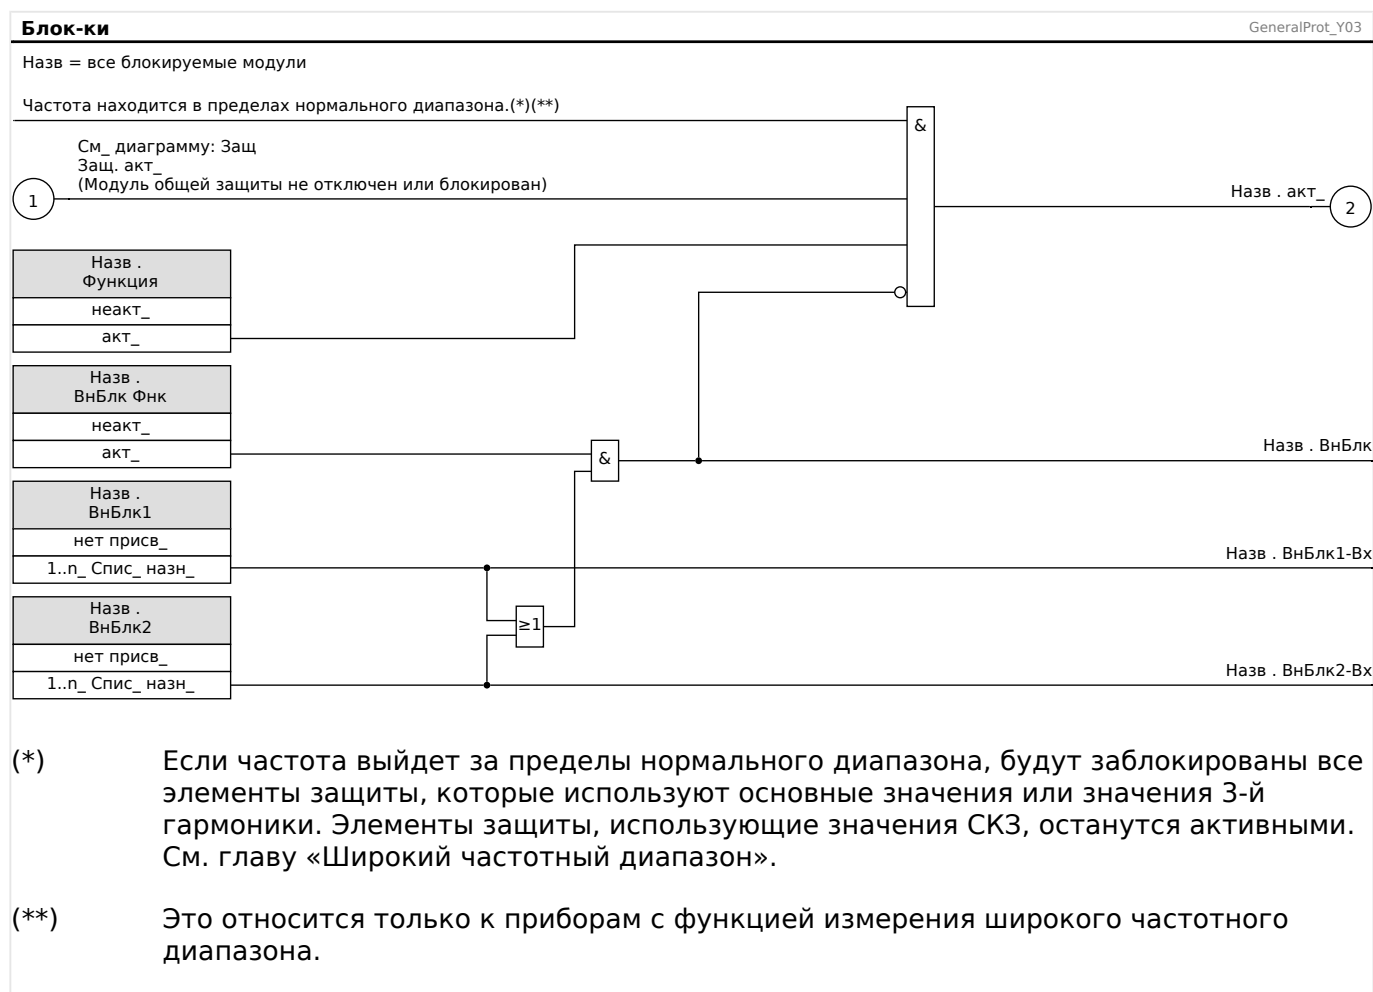 Блок-ки
GeneralProt_Y03
Назв = все блокируемые модули
Частота находится в пределах нормального диапазона.(*)(**)
&
См_ диаграмму: Защ
Защ. акт_
(Модуль общей защиты не отключен или блокирован)
1
Назв . акт_
2
Назв .
Функция
неакт_
акт_
Назв .
ВнБлк Фнк
неакт_
акт_
&
Назв . ВнБлк
Назв .
ВнБлк1
нет присв_
1..n_ Спис_ назн_
Назв . ВнБлк1-Вх
≥1
Назв .
ВнБлк2
нет присв_
1..n_ Спис_ назн_
Назв . ВнБлк2-Вх
(*) Если частота выйдет за пределы нормального диапазона, будут заблокированы все
элементы защиты, которые используют основные значения или значения 3-й
гармоники. Элементы защиты, использующие значения СКЗ, останутся активными.
См. главу «Широкий частотный диапазон».
(**) Это относится только к приборам с функцией измерения широкого частотного
диапазона.